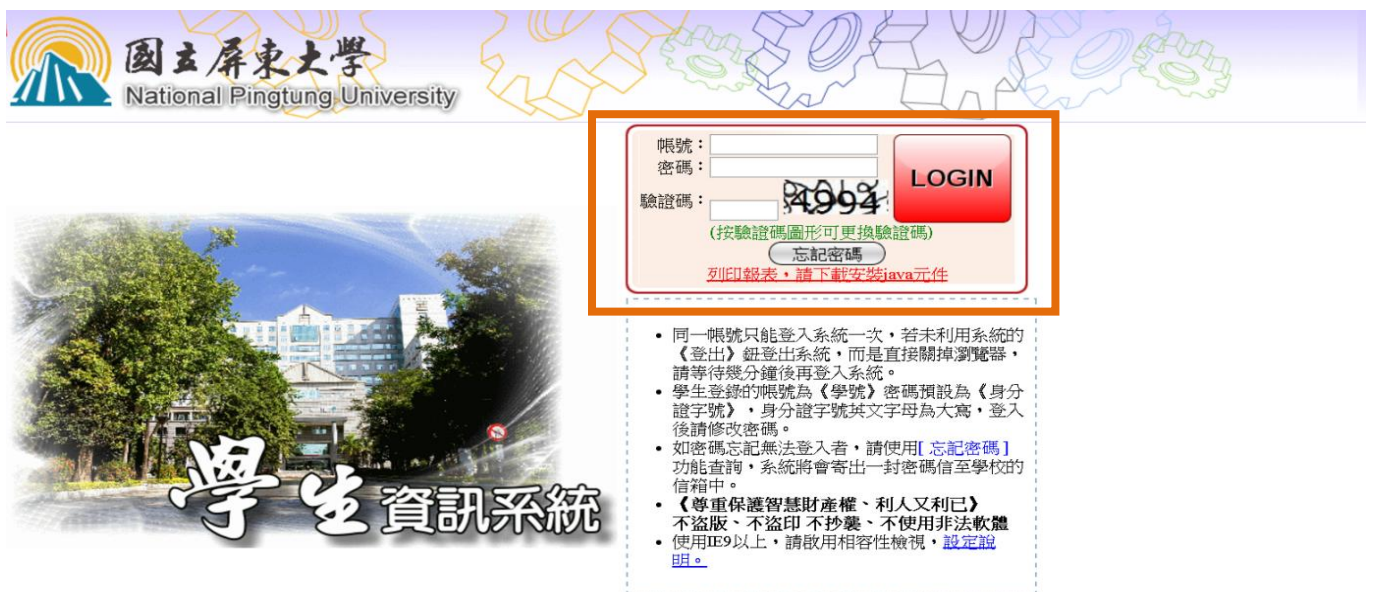 國立屏東大學
National Pingtung University
帳號：
密碼：
LOGIN
驗證碼：
4994
(按驗證碼圖形可更換驗證碼)
忘記密碼
列印報表，請下載安裝java元件
• 同一帳號只能登入系統一次，若未利用系統的
《登出》鈕登出系統，而是直接關掉瀏覽器，
請等待幾分鐘後再登入系統。
• 學生登錄的帳號為《學號》密碼預設為《身分
證字號》，身分證字號英文字母為大寫，登入
後請修改密碼。
• 如密碼忘記無法登入者，請使用[ 忘記密碼 ]
功能查詢，系統將會寄出一封密碼信至學校的
信箱中。
• 《尊重保護智慧財產權、利人又利已》
不盜版、不盜印 不抄襲、不使用非法軟體
• 使用IE9以上，請啟用相容性檢視，設定說
明。
學生資訊系統